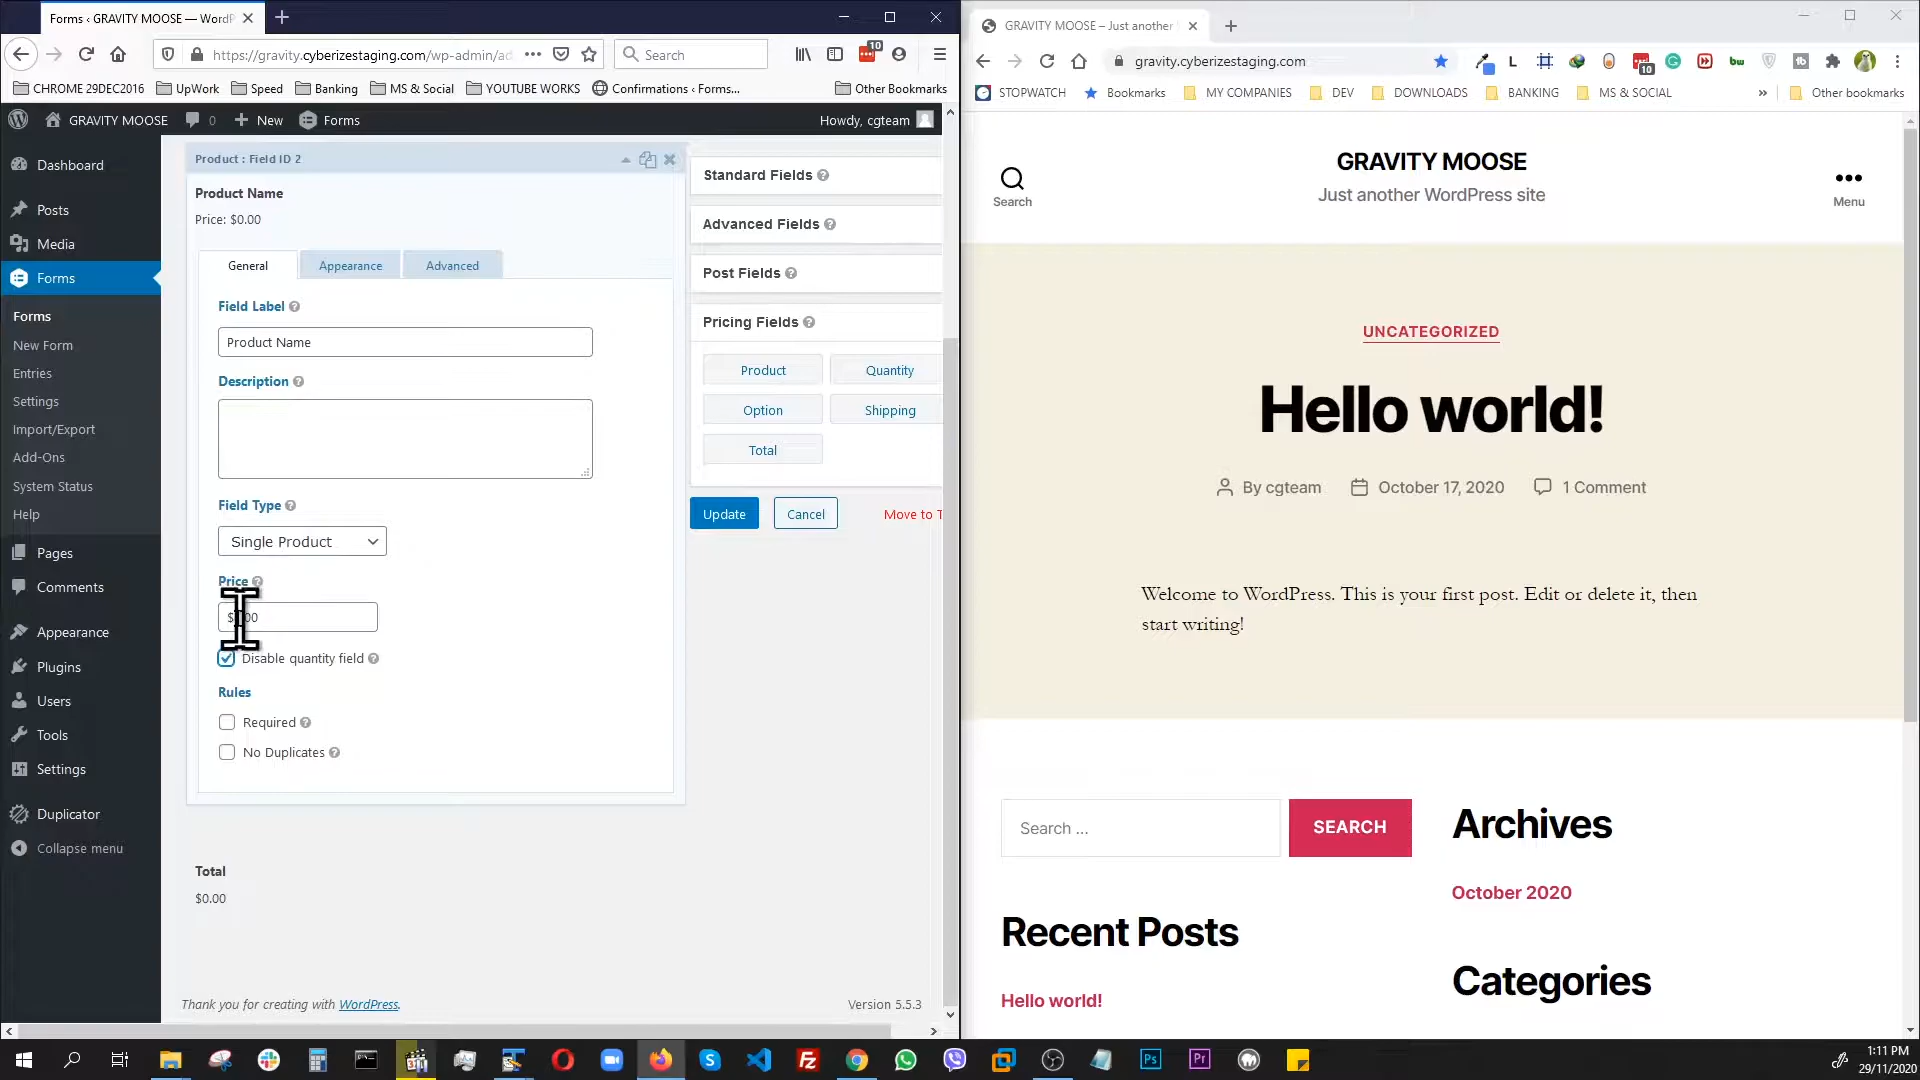 Forms ‹ GRAVITY MOOSE — WordP
https://gravity.cyberizestaging.com/wp-admin/ad
Search
10
CHROME 29DEC2016
UpWork
Speed
Banking
MS & Social
YOUTUBE WORKS
Confirmations ‹ Forms...
Other Bookmarks
GRAVITY MOOSE
0
New
Forms
Howdy, cgteam
Dashboard
Posts
Media
Forms
Forms
New Form
Entries
Settings
Import/Export
Add-Ons
System Status
Help
Pages
Comments
Appearance
Plugins
Users
Tools
Settings
Duplicator
Collapse menu
Product : Field ID 2
Product Name
Price: $0.00
General
Appearance
Advanced
Field Label
Product Name
Description
Field Type
Single Product
Price
Disable quantity field
Rules
Required
No Duplicates
Total
$0.00
Thank you for creating with WordPress.
Version 5.5.3
Standard Fields
Advanced Fields
Post Fields
Pricing Fields
Product
Quantity
Option
Shipping
Total
Update
Cancel
Move to T
GRAVITY MOOSE – Just another
gravity.cyberizestaging.com
10
STOPWATCH
Bookmarks
MY COMPANIES
DEV
DOWNLOADS
BANKING
MS & SOCIAL
»
Other bookmarks
Search
GRAVITY MOOSE
Just another WordPress site
Menu
UNCATEGORIZED
Hello world!
By cgteam
October 17, 2020
1 Comment
Welcome to WordPress. This is your first post. Edit or delete it, then
start writing!
Search ...
SEARCH
Archives
October 2020
Recent Posts
Hello world!
Categories
1:11 PM
29/11/2020